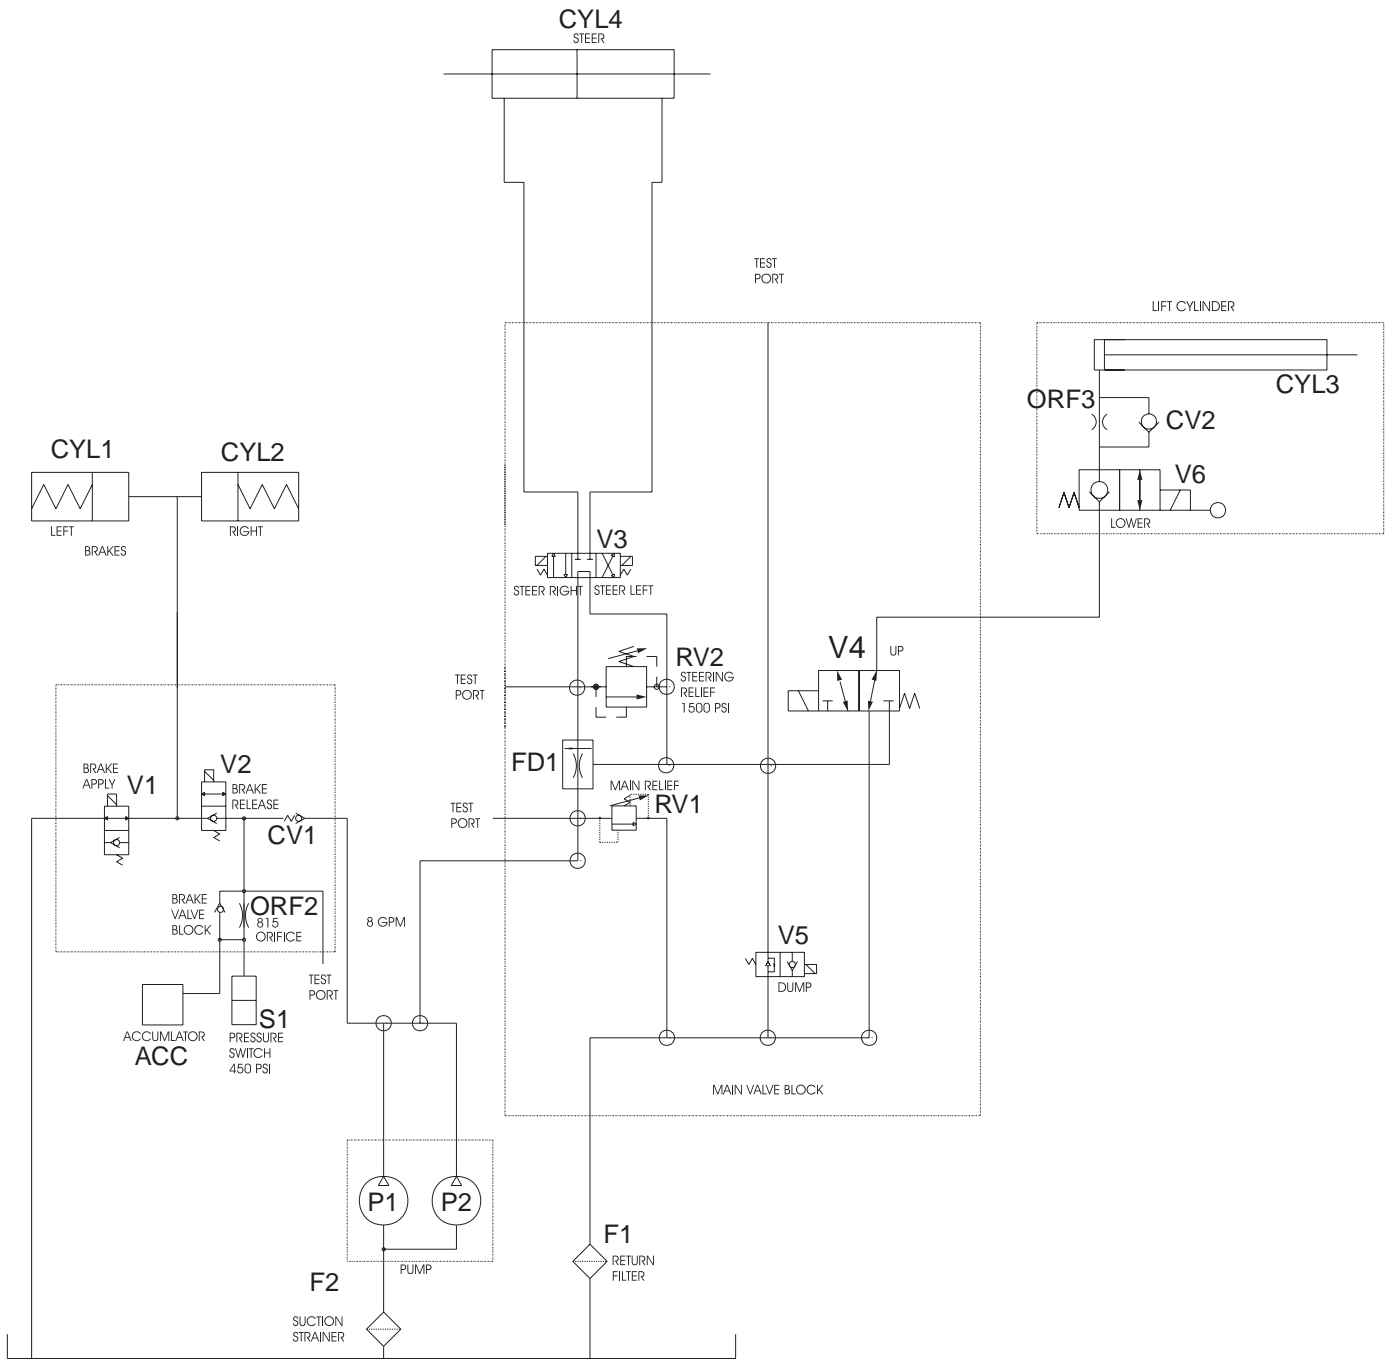 CYL4
STEER
TEST
PORT
LIFT CYLINDER
CYL3
ORF3
CV2
V6
LOWER
CYL1
CYL2
LEFT
RIGHT
BRAKES
V3
STEER RIGHT
STEER LEFT
V4
UP
RV2
STEERING
RELIEF
1500 PSI
TEST
PORT
FD1
MAIN RELIEF
RV1
TEST
PORT
BRAKE
APPLY
V1
V2
BRAKE
RELEASE
CV1
BRAKE
VALVE
BLOCK
ORF2
815
ORIFICE
8 GPM
TEST
PORT
V5
DUMP
ACCUMLATOR
ACC
S1
PRESSURE
SWITCH
450 PSI
MAIN VALVE BLOCK
P1
P2
PUMP
F1
RETURN
FILTER
F2
SUCTION
STRAINER